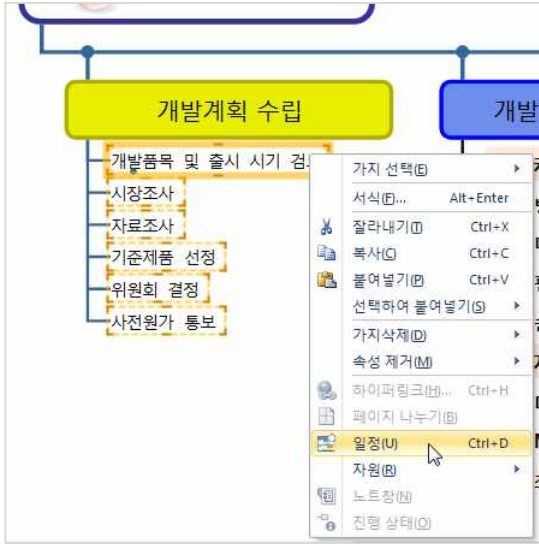 개발계획 수립
개발
개발품목 및 출시 시기 검
시장조사
자료조사
기준제품 선정
위원회 결정
사전원가 통보
가지 선택(E)
서식(F)... Alt+Enter
잘라내기(T) Ctrl+X
복사(C) Ctrl+C
붙여넣기(P) Ctrl+V
선택하여 붙여넣기(S)
가지삭제(D)
속성 제거(M)
하이퍼링크(H)... Ctrl+H
페이지 나누기(B)
일정(U) Ctrl+D
자원(R)
노트창(N)
진행 상태(O)